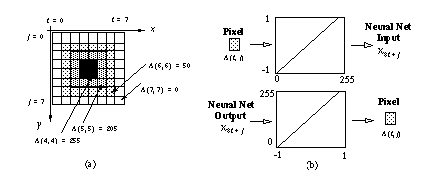 i = 0
i = 7
x
j = 0
Δ(6,6) = 50
Δ(7,7) = 0
j = 7
y
Δ(5,5) = 205
Δ(4,4) = 255
(a)
Pixel
Δ(i, j)
1
-1
0
255
Neural Net
Input
X8i + j
Neural Net
Output
X8i + j
255
0
-1
1
Pixel
Δ(i, j)
(b)